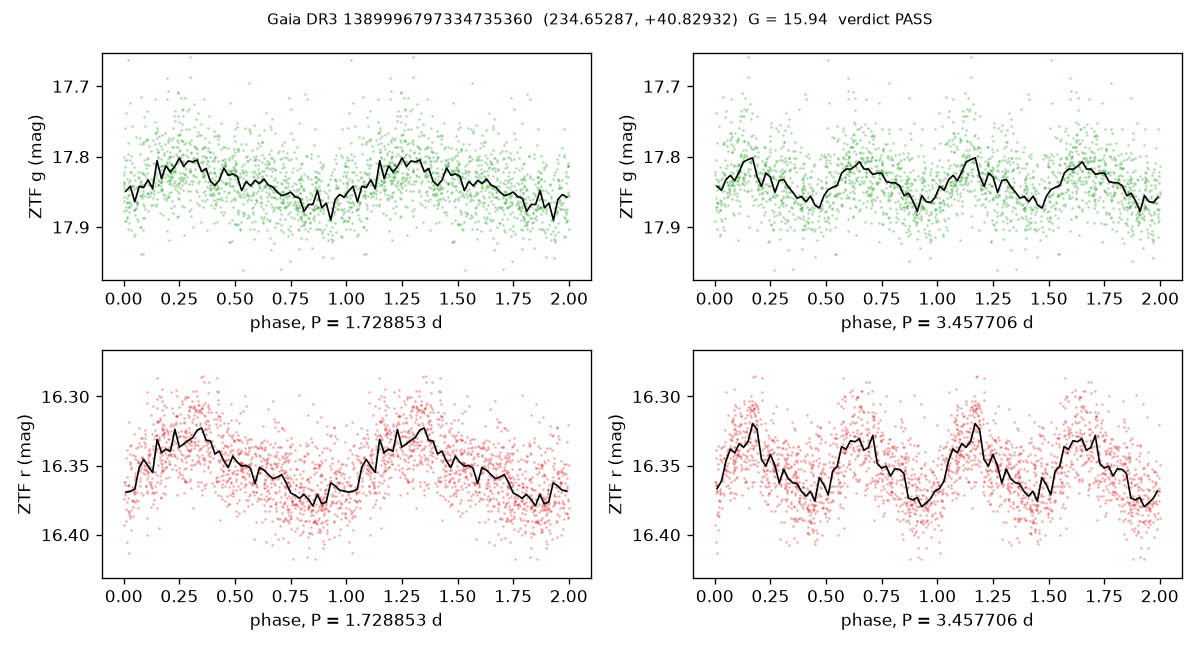 Gaia DR3 1389996797334735360  (234.65287, +40.82932)  G = 15.94  verdict PASS
ZTF g (mag)
17.7
17.8
17.9
0.00 0.25 0.50 0.75 1.00 1.25 1.50 1.75 2.00
phase, P = 1.728853 d
ZTF g (mag)
17.7
17.8
17.9
0.00 0.25 0.50 0.75 1.00 1.25 1.50 1.75 2.00
phase, P = 3.457706 d
ZTF r (mag)
16.30
16.35
16.40
0.00 0.25 0.50 0.75 1.00 1.25 1.50 1.75 2.00
phase, P = 1.728853 d
ZTF r (mag)
16.30
16.35
16.40
0.00 0.25 0.50 0.75 1.00 1.25 1.50 1.75 2.00
phase, P = 3.457706 d